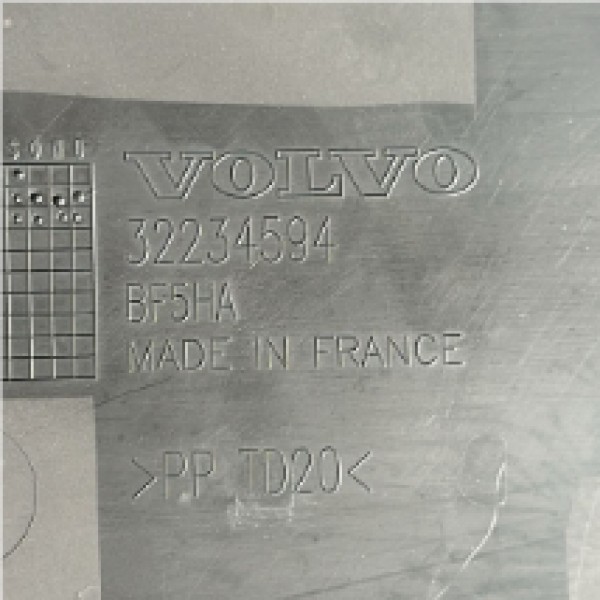 VOLVO
32234594
BF5HA
MADE IN FRANCE
>PP TD20<